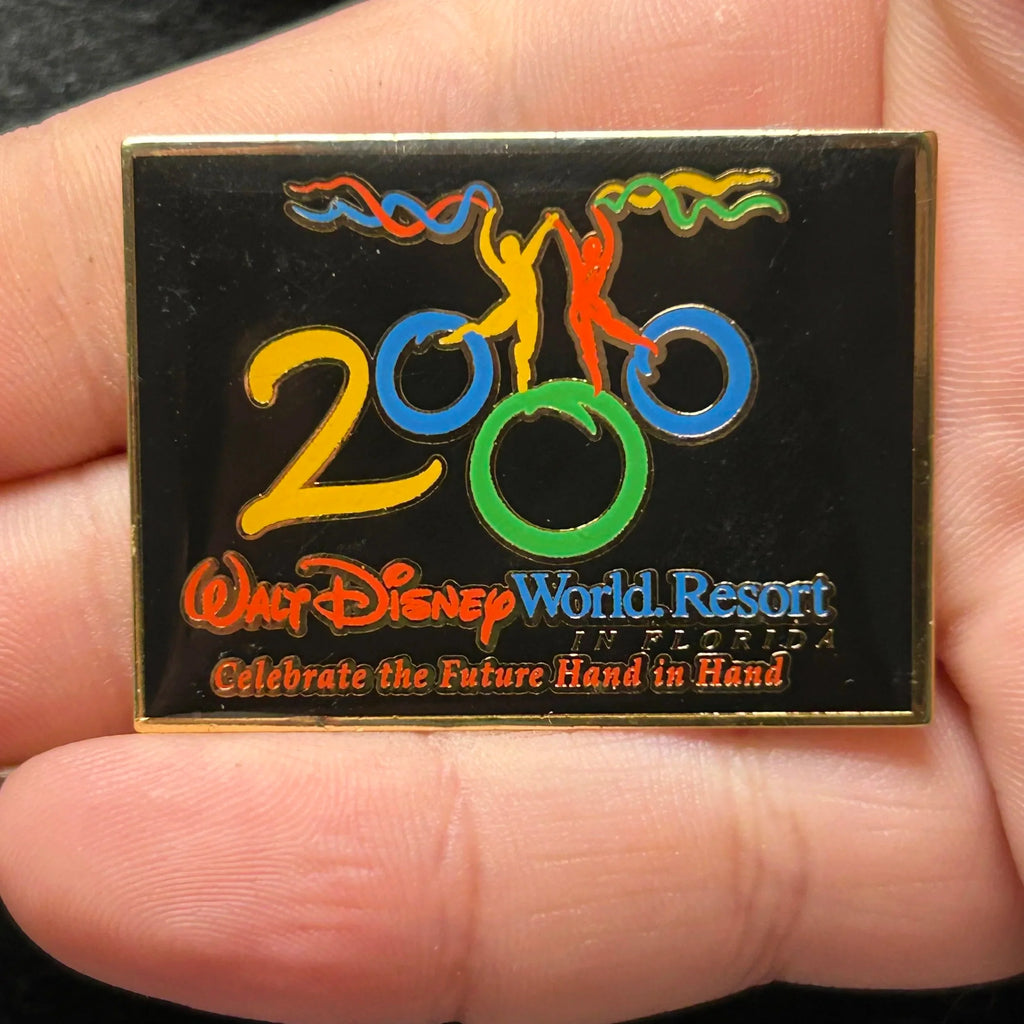 2000
Walt Disney World. Resort
IN FLORIDA
Celebrate the Future Hand in Hand